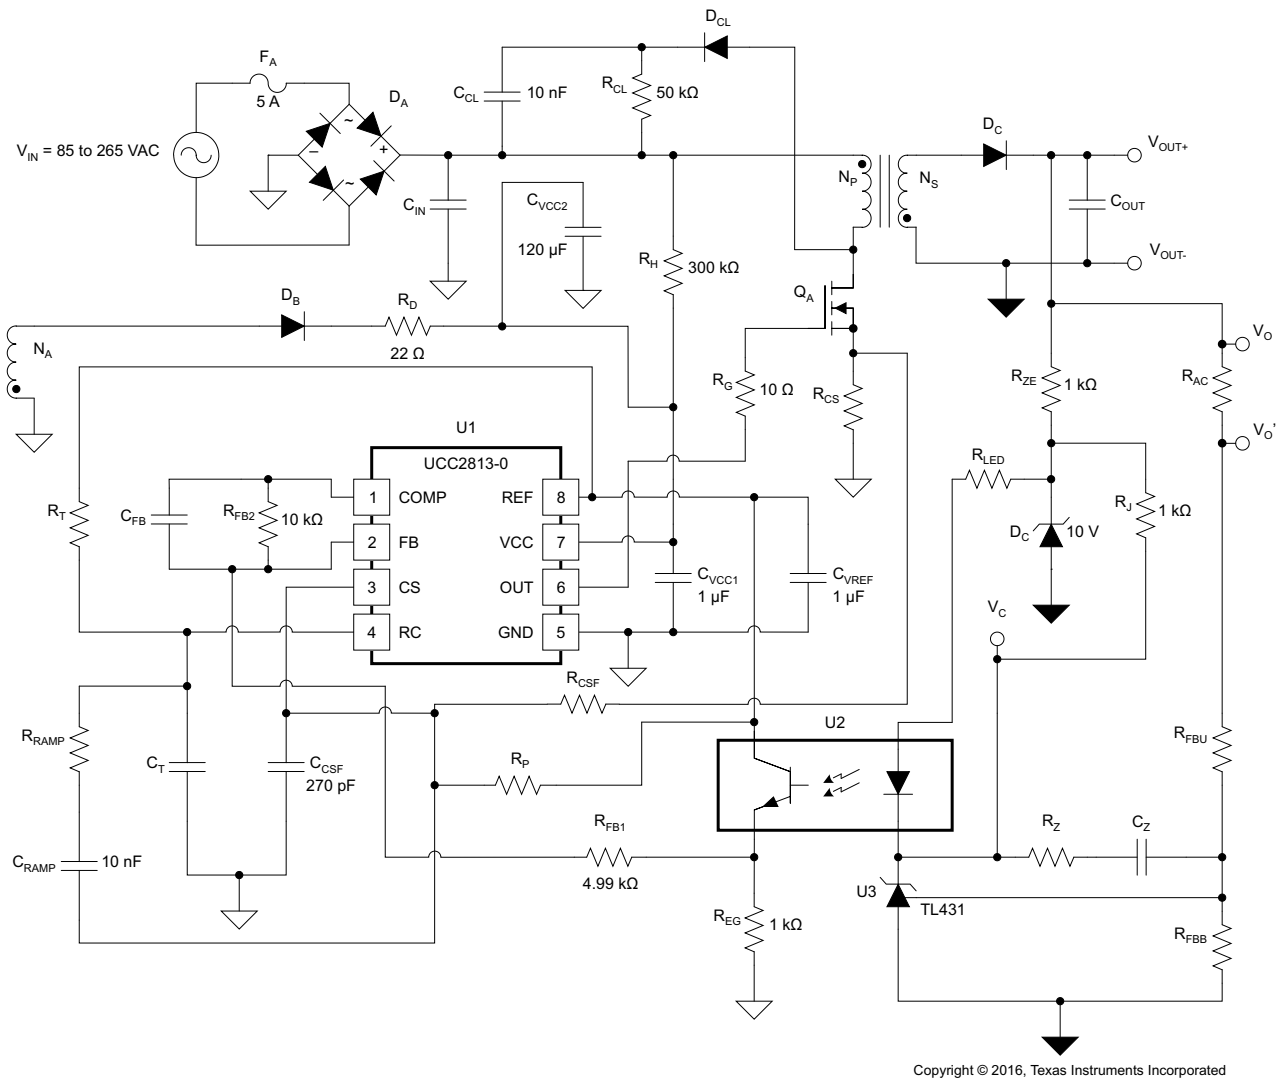 D_CL
F_A
5 A
D_A
C_CL
10 nF
R_CL
50 kΩ
V_IN = 85 to 265 VAC
~
~
–
+
D_C
V_OUT+
N_P
N_S
C_IN
C_VCC2
120 µF
C_OUT
V_OUT-
R_H
300 kΩ
Q_A
D_B
R_D
22 Ω
N_A
R_G
10 Ω
R_CS
R_ZE
1 kΩ
V_O
R_AC
V_O'
U1
UCC2813-0
R_LED
R_J
1 kΩ
D_C
10 V
R_T
C_FB
R_FB2
10 kΩ
1
COMP
REF
8
2
FB
VCC
7
3
CS
OUT
6
4
RC
GND
5
C_VCC1
1 µF
C_VREF
1 µF
V_C
R_CSF
U2
R_RAMP
C_T
C_CSF
270 pF
R_P
R_FBU
R_FB1
4.99 kΩ
R_Z
C_Z
C_RAMP
10 nF
U3
TL431
R_EG
1 kΩ
R_FBB
Copyright © 2016, Texas Instruments Incorporated